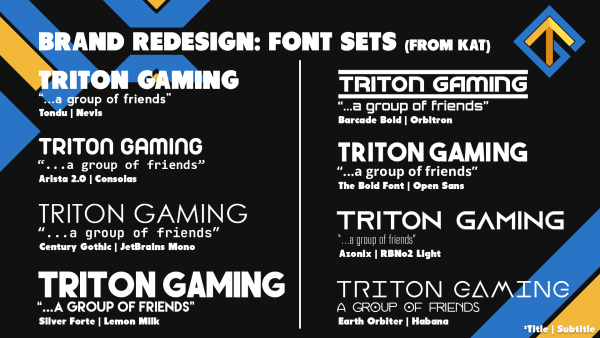 BRAND REDESIGN: FONT SETS (FROM KAT)
TRITON GAMING
"...a group of friends"
Tondu | Nevis
TRITON GAMING
"...a group of friends"
Arista 2.0 | Consolas
TRITON GAMING
"...a group of friends"
Century Gothic | JetBrains Mono
TRITON GAMING
"...A GROUP OF FRIENDS"
Silver Forte | Lemon Milk
TRITON GAMING
"...a group of friends"
Barcade Bold | Orbitron
TRITON GAMING
"...a group of friends"
The Bold Font | Open Sans
TRITON GAMING
"...a group of friends"
Azonix | RBNo2 Light
TRITON GAMING
A GROUP OF FRIENDS
Earth Orbiter | Habana
*Title | Subtitle